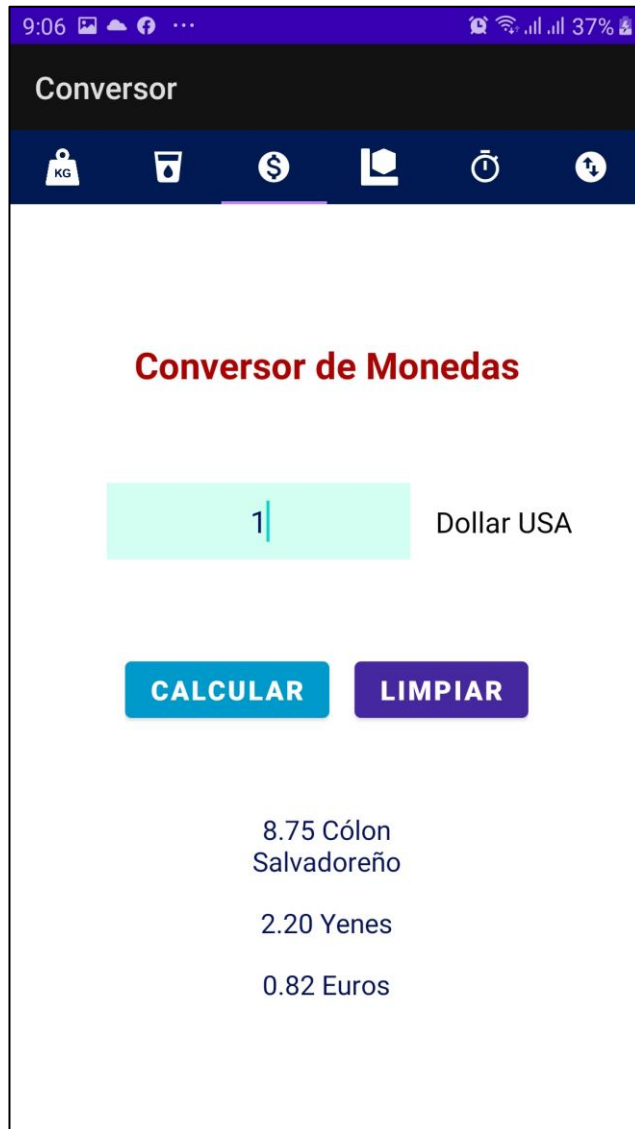 9:06 ··· 37%
Conversor
KG
Conversor de Monedas
1 Dollar USA
CALCULAR LIMPIAR
8.75 Cólon
Salvadoreño
2.20 Yenes
0.82 Euros